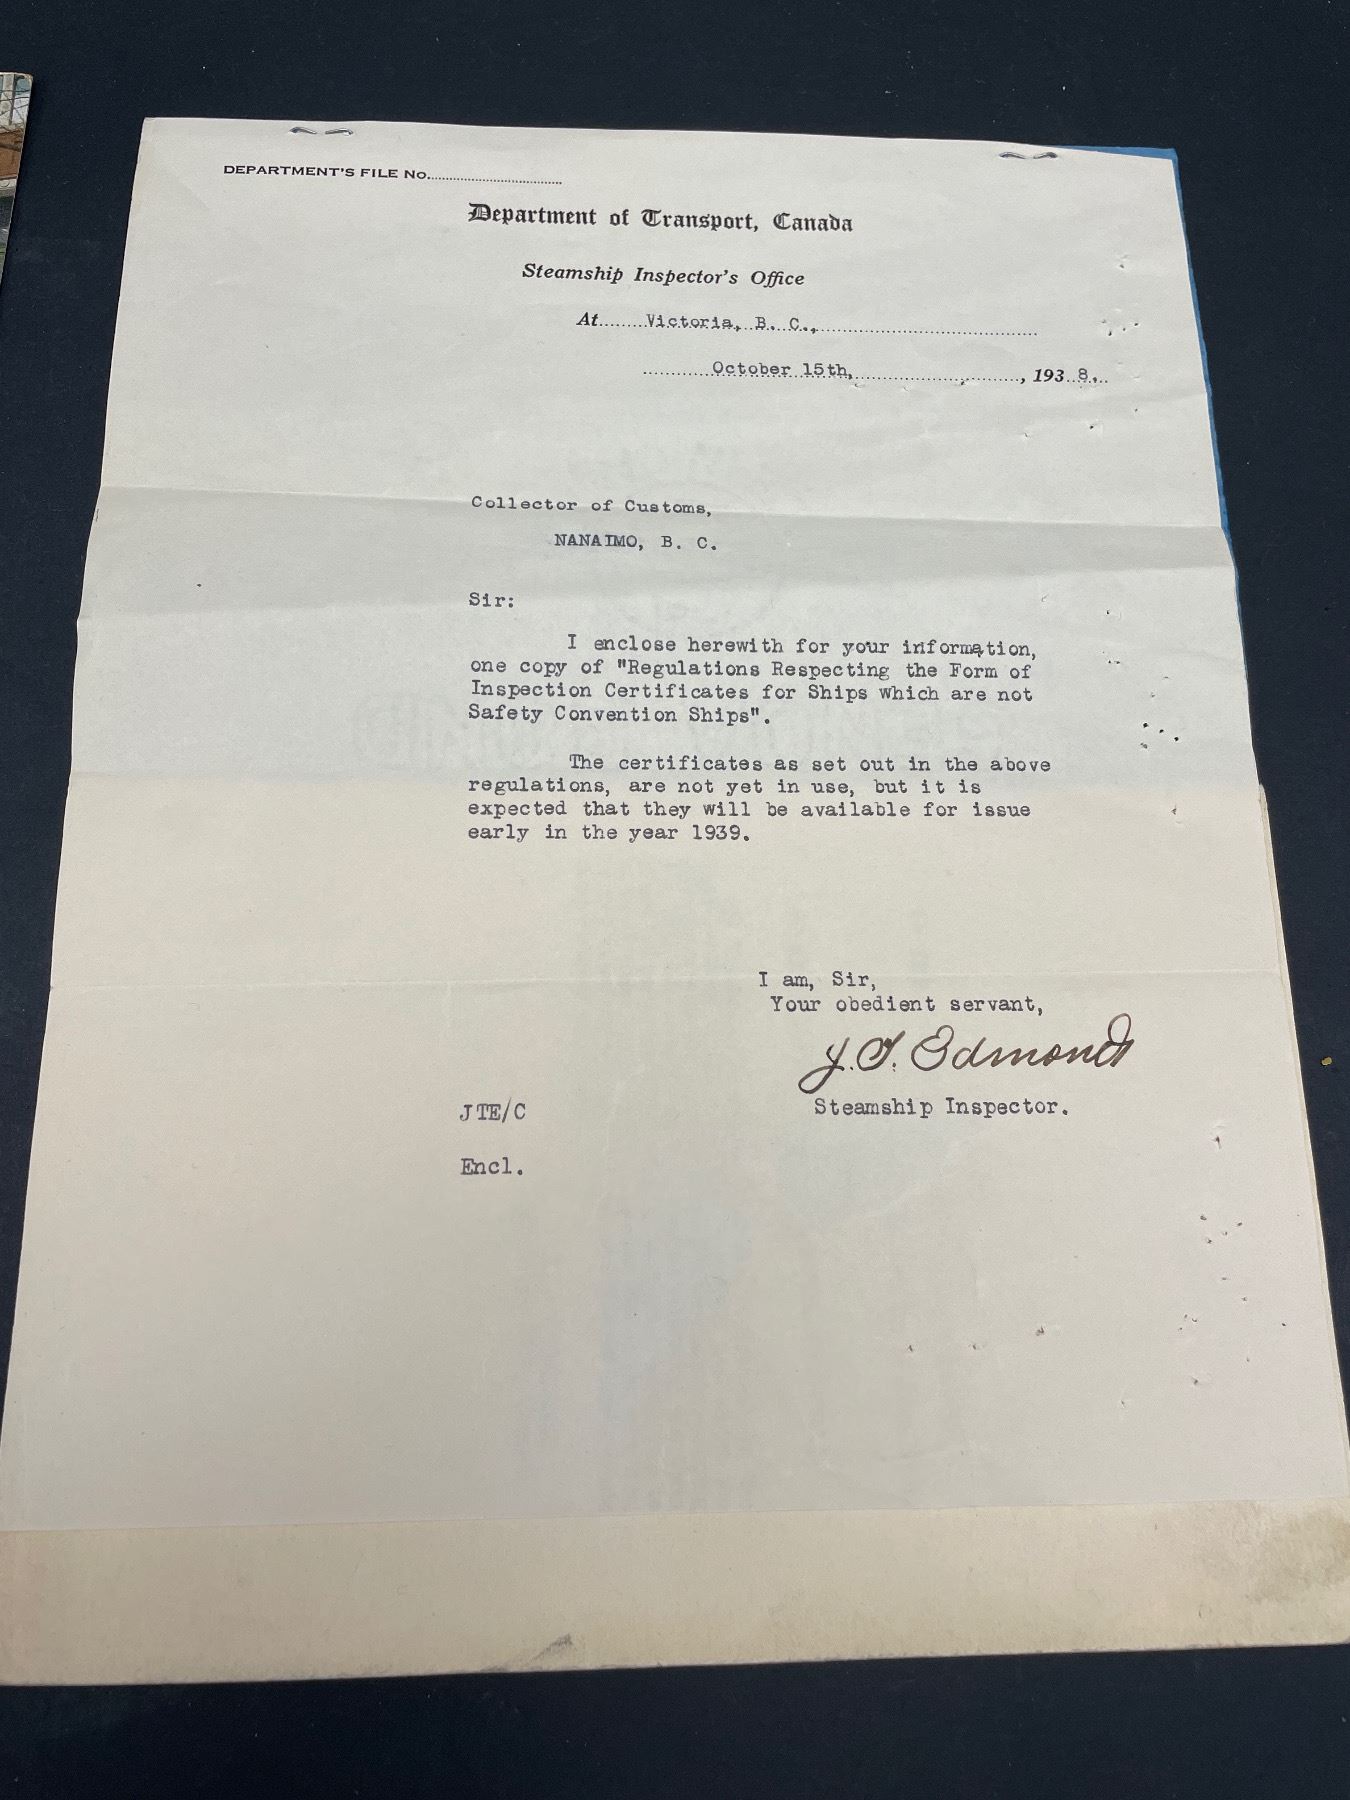 DEPARTMENT'S FILE No.
Department of Transport, Canada
Steamship Inspector's Office
At Victoria, B. C.,
October 15th, , 193 8.
Collector of Customs,
NANAIMO, B. C.
Sir:
I enclose herewith for your information,
one copy of "Regulations Respecting the Form of
Inspection Certificates for Ships which are not
Safety Convention Ships".
The certificates as set out in the above
regulations, are not yet in use, but it is
expected that they will be available for issue
early in the year 1939.
I am, Sir,
Your obedient servant,
J.T. Edmonds
Steamship Inspector.
JTE/C
Encl.